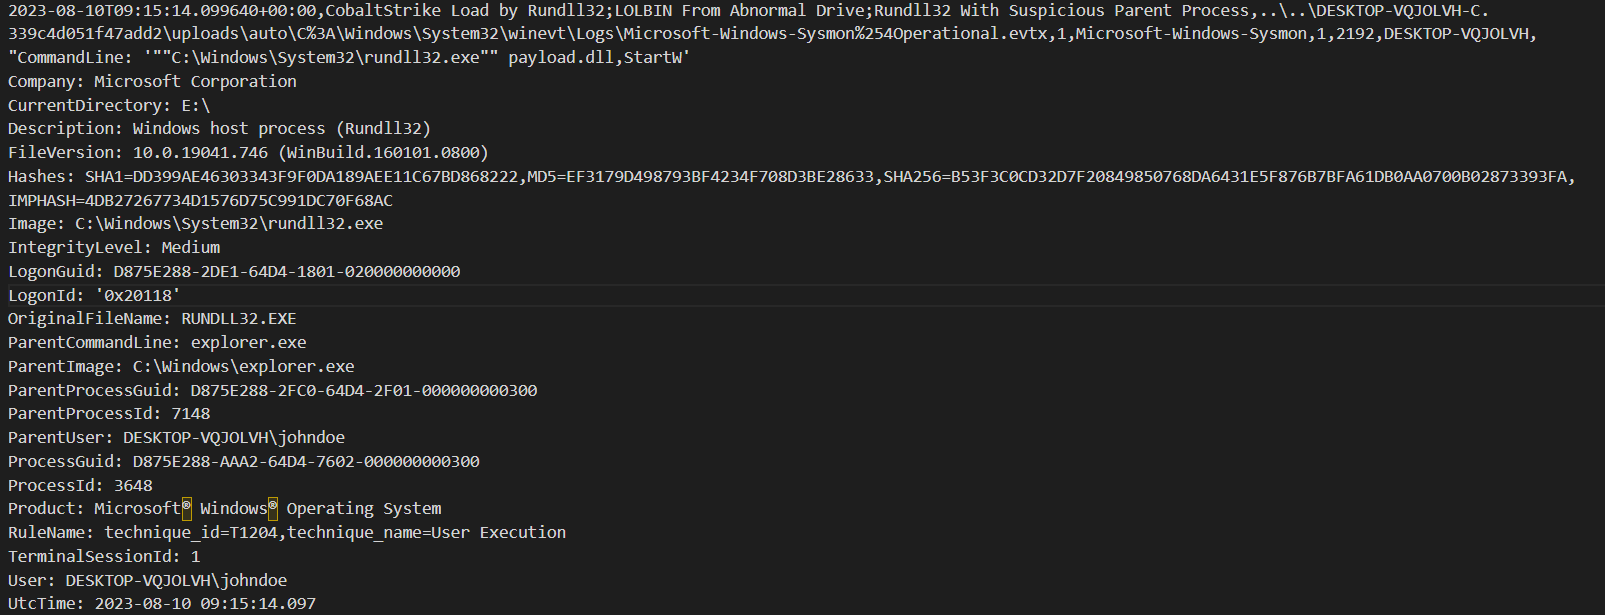 2023-08-10T09:15:14.099640+00:00,CobaltStrike Load by Rundll32;LOLBIN From Abnormal Drive;Rundll32 With Suspicious Parent Process,..\..\DESKTOP-VQJOLVH-C.
339c4d051f47add2\uploads\auto\C%3A\Windows\System32\winevt\Logs\Microsoft-Windows-Sysmon%254Operational.evtx,1,Microsoft-Windows-Sysmon,1,2192,DESKTOP-VQJOLVH,
"CommandLine: '""C:\Windows\System32\rundll32.exe"" payload.dll,StartW'
Company: Microsoft Corporation
CurrentDirectory: E:\
Description: Windows host process (Rundll32)
FileVersion: 10.0.19041.746 (WinBuild.160101.0800)
Hashes: SHA1=DD399AE46303343F9F0DA189AEE11C67BD868222,MD5=EF3179D498793BF4234F708D3BE28633,SHA256=B53F3C0CD32D7F20849850768DA6431E5F876B7BFA61DB0AA0700B02873393FA,
IMPHASH=4DB27267734D1576D75C991DC70F68AC
Image: C:\Windows\System32\rundll32.exe
IntegrityLevel: Medium
LogonGuid: D875E288-2DE1-64D4-1801-020000000000
LogonId: '0x20118'
OriginalFileName: RUNDLL32.EXE
ParentCommandLine: explorer.exe
ParentImage: C:\Windows\explorer.exe
ParentProcessGuid: D875E288-2FC0-64D4-2F01-000000000300
ParentProcessId: 7148
ParentUser: DESKTOP-VQJOLVH\johndoe
ProcessGuid: D875E288-AAA2-64D4-7602-000000000300
ProcessId: 3648
Product: Microsoft® Windows® Operating System
RuleName: technique_id=T1204,technique_name=User Execution
TerminalSessionId: 1
User: DESKTOP-VQJOLVH\johndoe
UtcTime: 2023-08-10 09:15:14.097